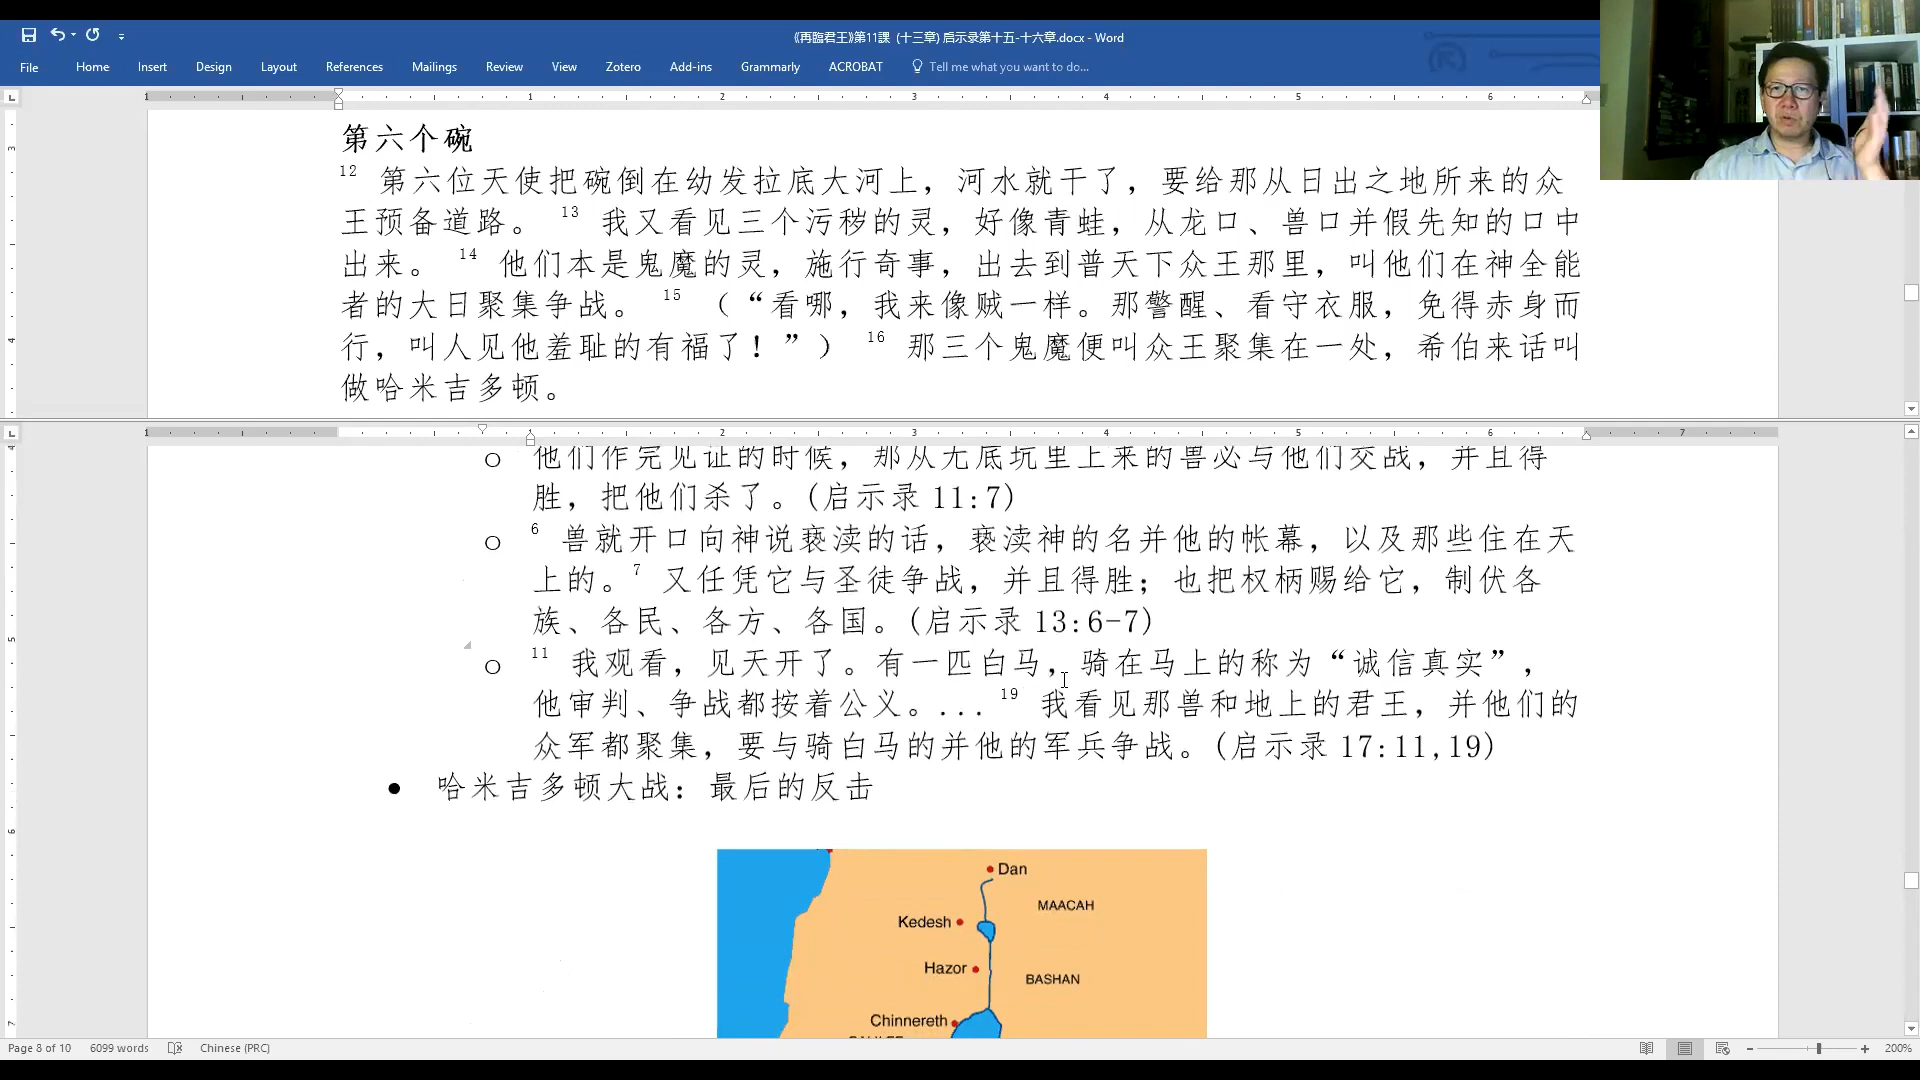 《再臨君王》第11課 (十三章) 启示录第十五-十六章.docx - Word
File Home Insert Design Layout References Mailings Review View Zotero Add-ins Grammarly ACROBAT Tell me what you want to do...
第六个碗
12 第六位天使把碗倒在幼发拉底大河上，河水就干了，要给那从日出之地所来的众
王预备道路。 13 我又看见三个污秽的灵，好像青蛙，从龙口、兽口并假先知的口中
出来。 14 他们本是鬼魔的灵，施行奇事，出去到普天下众王那里，叫他们在神全能
者的大日聚集争战。 15 （“看哪，我来像贼一样。那警醒、看守衣服，免得赤身而
行，叫人见他羞耻的有福了！”） 16 那三个鬼魔便叫众王聚集在一处，希伯来话叫
做哈米吉多顿。
o 他们作完见证的时候，那从无底坑里上来的兽必与他们交战，并且得
胜，把他们杀了。(启示录 11:7)
o 6 兽就开口向神说亵渎的话，亵渎神的名并他的帐幕，以及那些住在天
上的。7 又任凭它与圣徒争战，并且得胜；也把权柄赐给它，制伏各
族、各民、各方、各国。(启示录 13:6-7)
o 11 我观看，见天开了。有一匹白马，骑在马上的称为“诚信真实”，
他审判、争战都按着公义。... 19 我看见那兽和地上的君王，并他们的
众军都聚集，要与骑白马的并他的军兵争战。(启示录 17:11,19)
• 哈米吉多顿大战：最后的反击
Dan
MAACAH
Kedesh
Hazor
BASHAN
Chinnereth
Page 8 of 10 6099 words Chinese (PRC) 200%